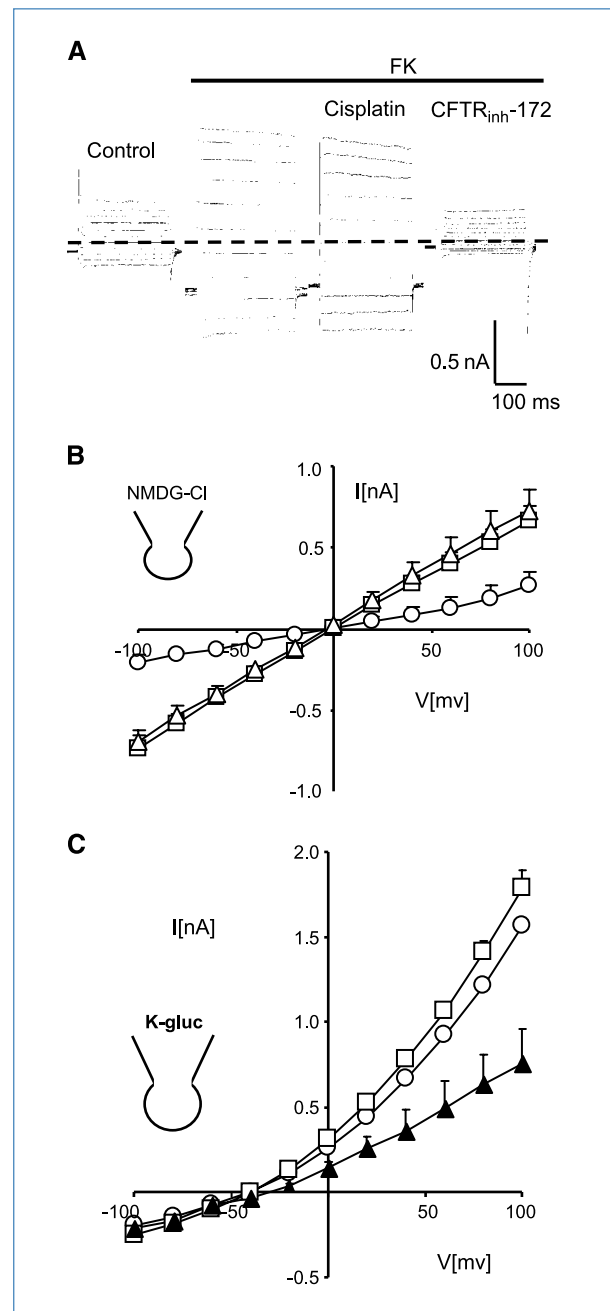 A
FK
Cisplatin CFTRinh-172
Control
0.5 nA
100 ms
B
NMDG-Cl
I[nA]
1.0
0.5
-100 -50 50 100
V[mv]
-0.5
-1.0
C
I[nA]
2.0
1.5
K-gluc
1.0
0.5
-100 -50 50 100
V[mv]
-0.5